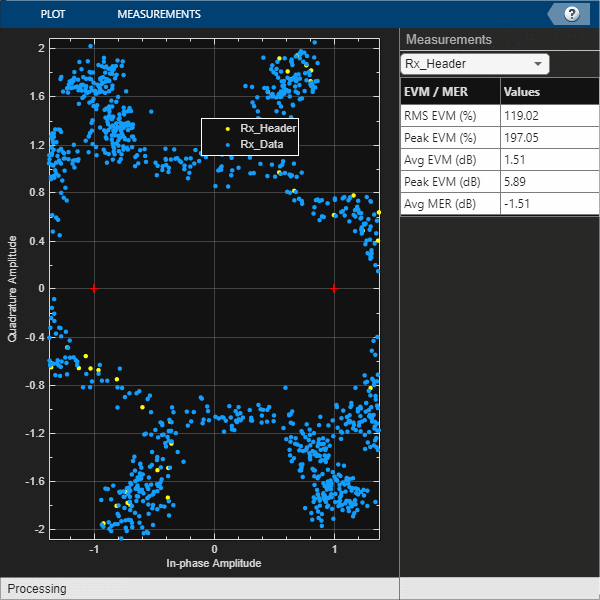 PLOT MEASUREMENTS ?
Measurements
Rx_Header
EVM / MER Values
RMS EVM (%) 119.02
Peak EVM (%) 197.05
Avg EVM (dB) 1.51
Peak EVM (dB) 5.89
Avg MER (dB) -1.51
Rx_Header
Rx_Data
Quadrature Amplitude
2
1.6
1.2
0.8
0.4
0
-0.4
-0.8
-1.2
-1.6
-2
-1 0 1
In-phase Amplitude
Processing